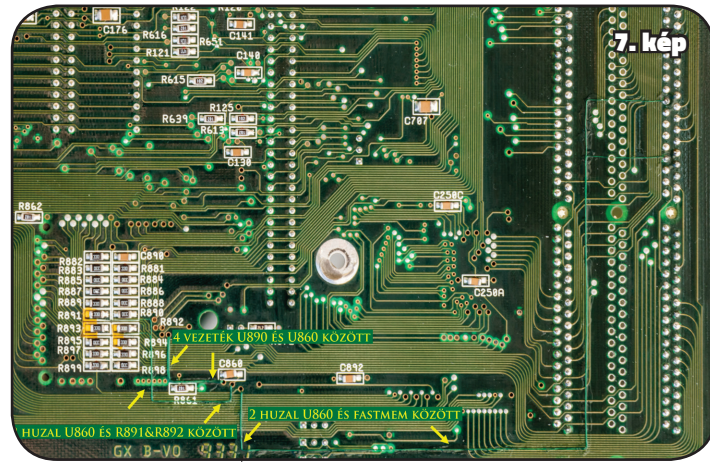 7. kép
C176
R616
R651
R121
C141
C140
R615
R125
R639
R613
C130
C707
R862
C250C
C250A
R882
C890
R883
R881
R885
R884
R887
R886
R889
R888
R891
R890
R893
R892
R895
R894
R897
R896
R899
R898
4 VEZETÉK U890 ÉS U860 KÖZÖTT
C860
C892
R861
HUZAL U860 ÉS R891&R892 KÖZÖTT
2 HUZAL U860 ÉS FASTMEM KÖZÖTT
GX B-V0 9331